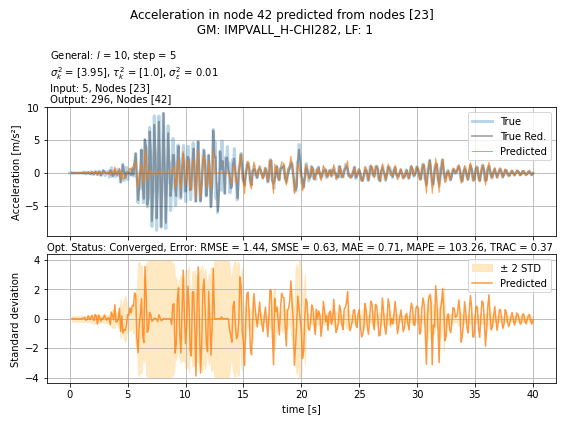 Acceleration in node 42 predicted from nodes [23]
GM: IMPVALL_H-CHI282, LF: 1
General: l = 10, step = 5
σ²ₖ = [3.95], τ²ₖ = [1.0], σ²ε = 0.01
Input: 5, Nodes [23]
Output: 296, Nodes [42]
10
5
0
−5
Acceleration [m/s²]
True
True Red.
Predicted
Opt. Status: Converged, Error: RMSE = 1.44, SMSE = 0.63, MAE = 0.71, MAPE = 103.26, TRAC = 0.37
4
2
0
−2
−4
Standard deviation
± 2 STD
Predicted
0 5 10 15 20 25 30 35 40
time [s]